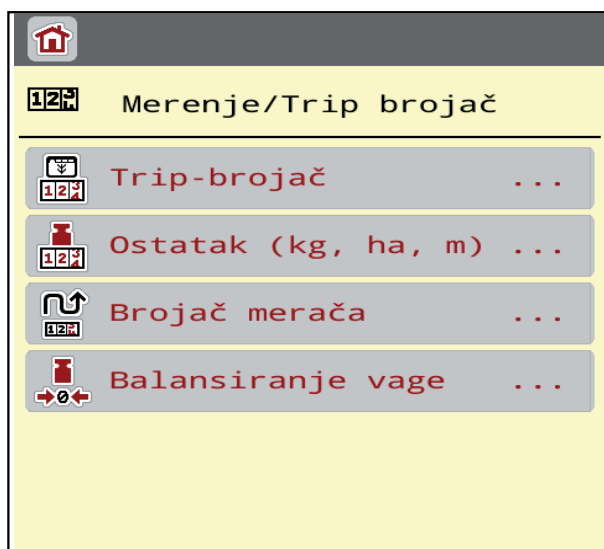 Merenje/Trip brojač
Trip-brojač ...
Ostatak (kg, ha, m) ...
Brojač merača ...
Balansiranje vage ...